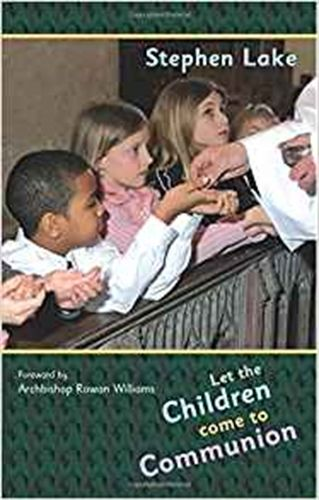 Stephen Lake
Foreword by
Archbishop Rowan Williams
Let the
Children
come to
Communion